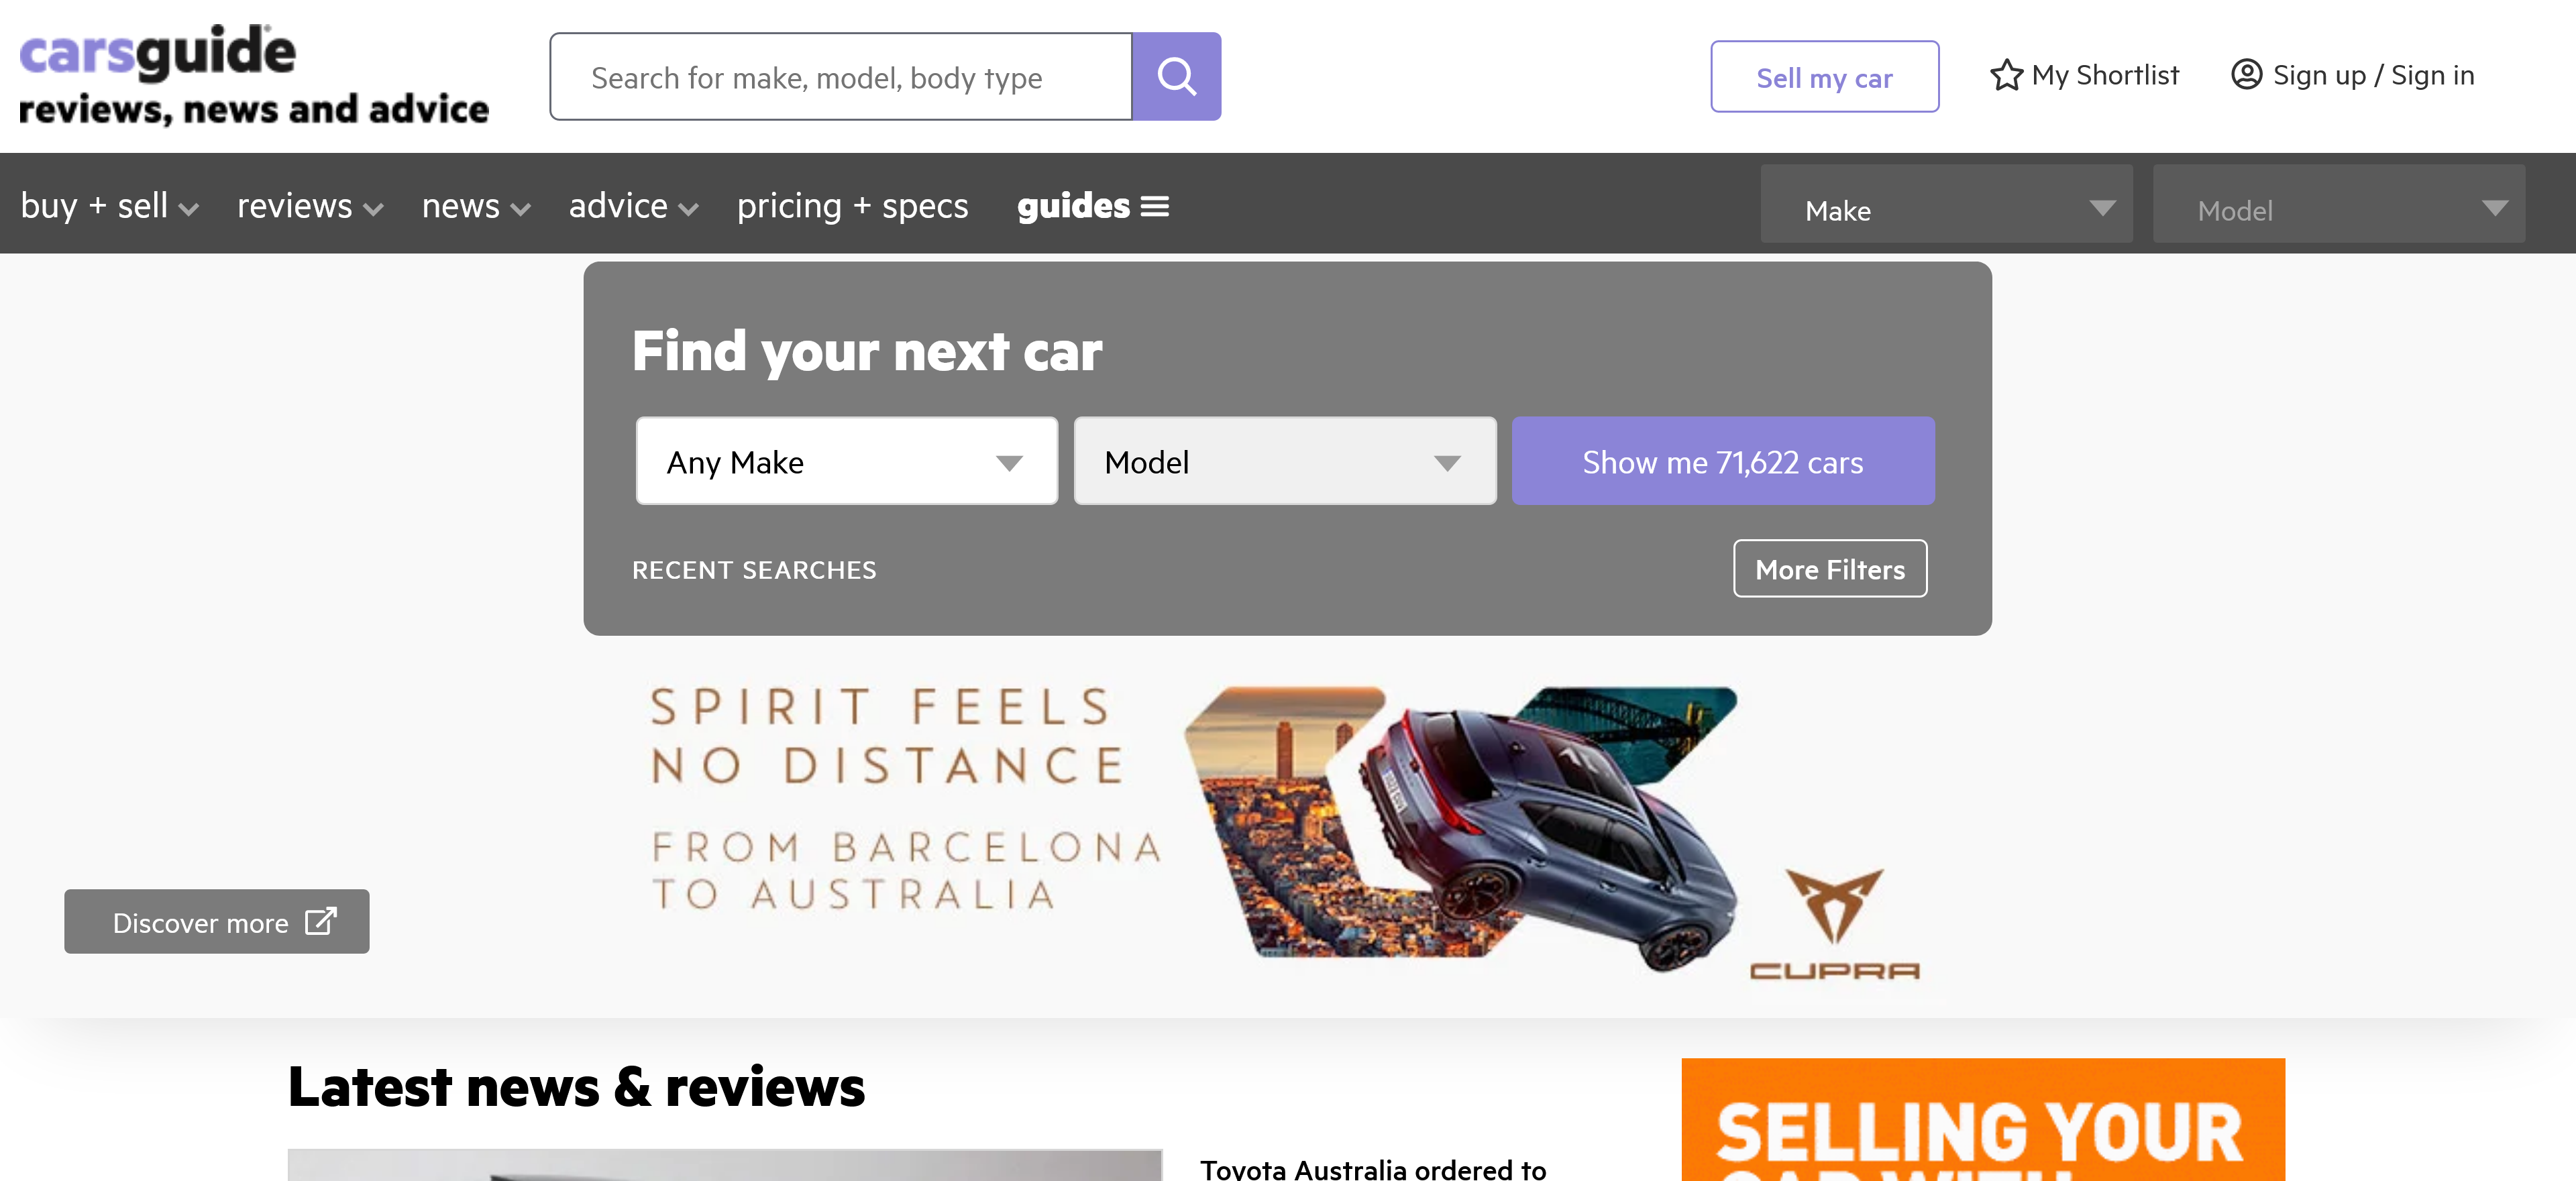 carsguide
reviews, news and advice
Search for make, model, body type
Sell my car
My Shortlist
Sign up / Sign in
buy + sell
reviews
news
advice
pricing + specs
guides
Make
Model
Find your next car
Any Make
Model
Show me 71,622 cars
RECENT SEARCHES
More Filters
SPIRIT FEELS
NO DISTANCE
FROM BARCELONA
TO AUSTRALIA
CUPRA
Discover more
Latest news & reviews
Toyota Australia ordered to
SELLING YOUR
CAR WITH